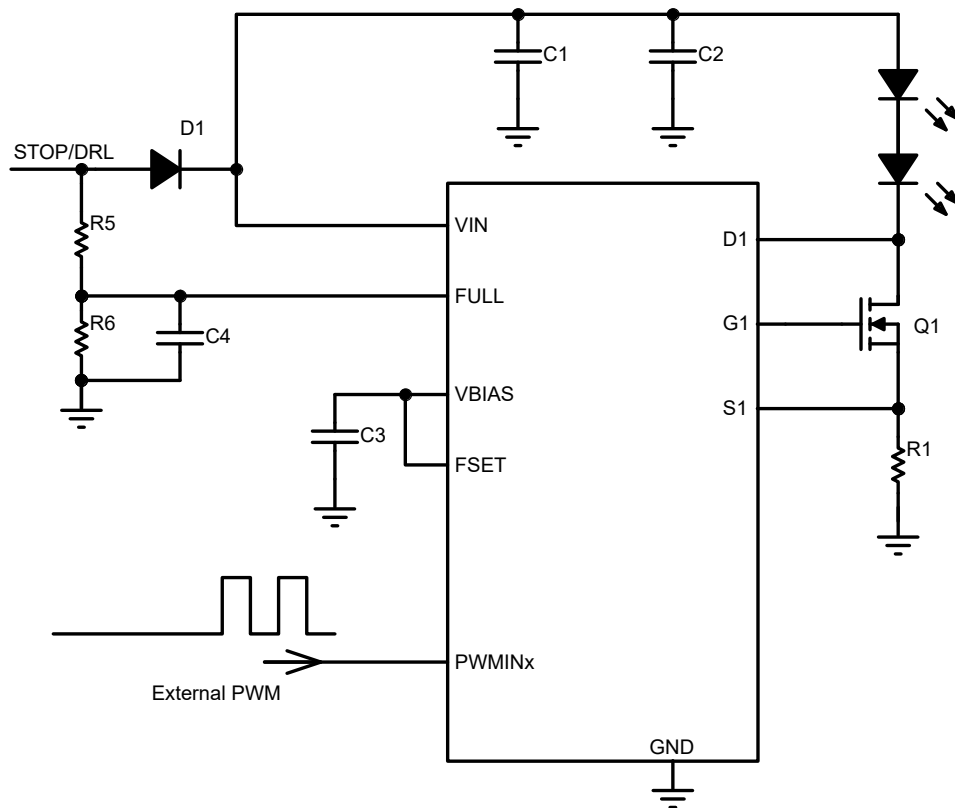 C1
C2
D1
STOP/DRL
R5
VIN
D1
FULL
R6
C4
G1
Q1
VBIAS
S1
C3
R1
FSET
PWMINx
External PWM
GND